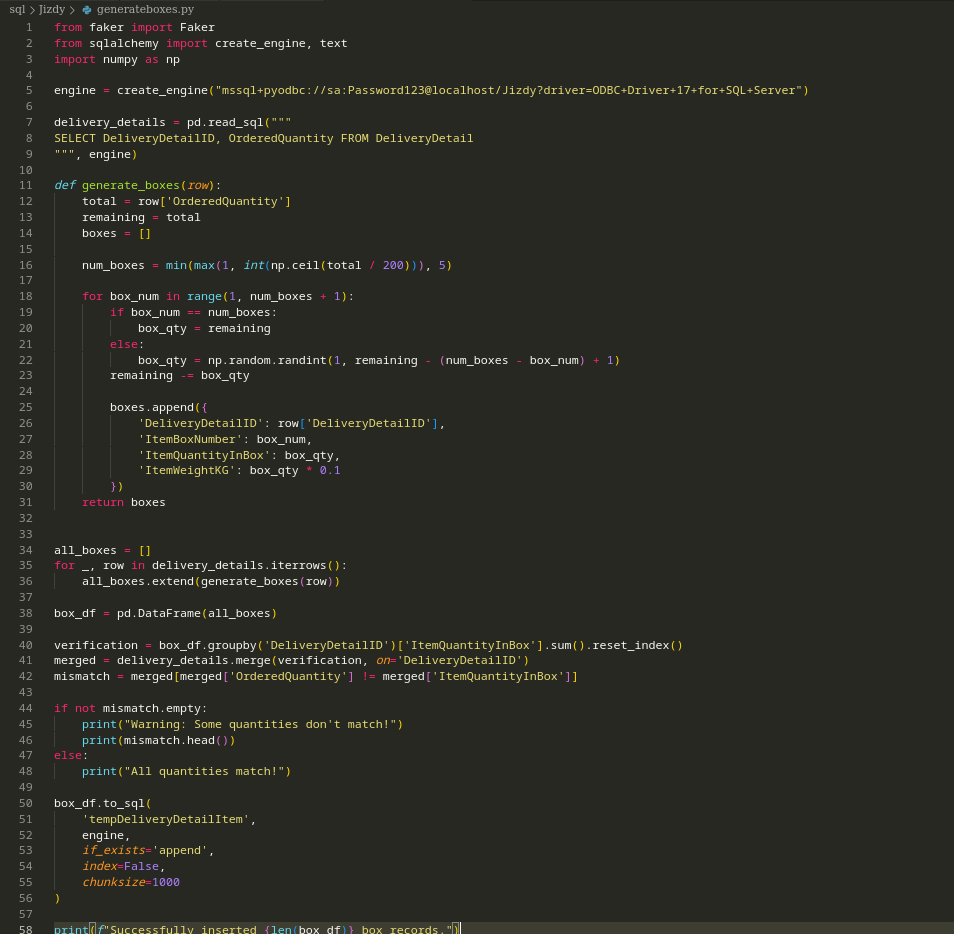 sql > Jizdy > generateboxes.py
1 from faker import Faker
2 from sqlalchemy import create_engine, text
3 import numpy as np
4
5 engine = create_engine("mssql+pyodbc://sa:Password123@localhost/Jizdy?driver=ODBC+Driver+17+for+SQL+Server")
6
7 delivery_details = pd.read_sql("""
8 SELECT DeliveryDetailID, OrderedQuantity FROM DeliveryDetail
9 """, engine)
10
11 def generate_boxes(row):
12     total = row['OrderedQuantity']
13     remaining = total
14     boxes = []
15
16     num_boxes = min(max(1, int(np.ceil(total / 200))), 5)
17
18     for box_num in range(1, num_boxes + 1):
19         if box_num == num_boxes:
20             box_qty = remaining
21         else:
22             box_qty = np.random.randint(1, remaining - (num_boxes - box_num) + 1)
23         remaining -= box_qty
24
25         boxes.append({
26             'DeliveryDetailID': row['DeliveryDetailID'],
27             'ItemBoxNumber': box_num,
28             'ItemQuantityInBox': box_qty,
29             'ItemWeightKG': box_qty * 0.1
30         })
31     return boxes
32
33
34 all_boxes = []
35 for _, row in delivery_details.iterrows():
36     all_boxes.extend(generate_boxes(row))
37
38 box_df = pd.DataFrame(all_boxes)
39
40 verification = box_df.groupby('DeliveryDetailID')['ItemQuantityInBox'].sum().reset_index()
41 merged = delivery_details.merge(verification, on='DeliveryDetailID')
42 mismatch = merged[merged['OrderedQuantity'] != merged['ItemQuantityInBox']]
43
44 if not mismatch.empty:
45     print("Warning: Some quantities don't match!")
46     print(mismatch.head())
47 else:
48     print("All quantities match!")
49
50 box_df.to_sql(
51     'tempDeliveryDetailItem',
52     engine,
53     if_exists='append',
54     index=False,
55     chunksize=1000
56 )
57
58 print(f"Successfully inserted {len(box_df)} box records.")